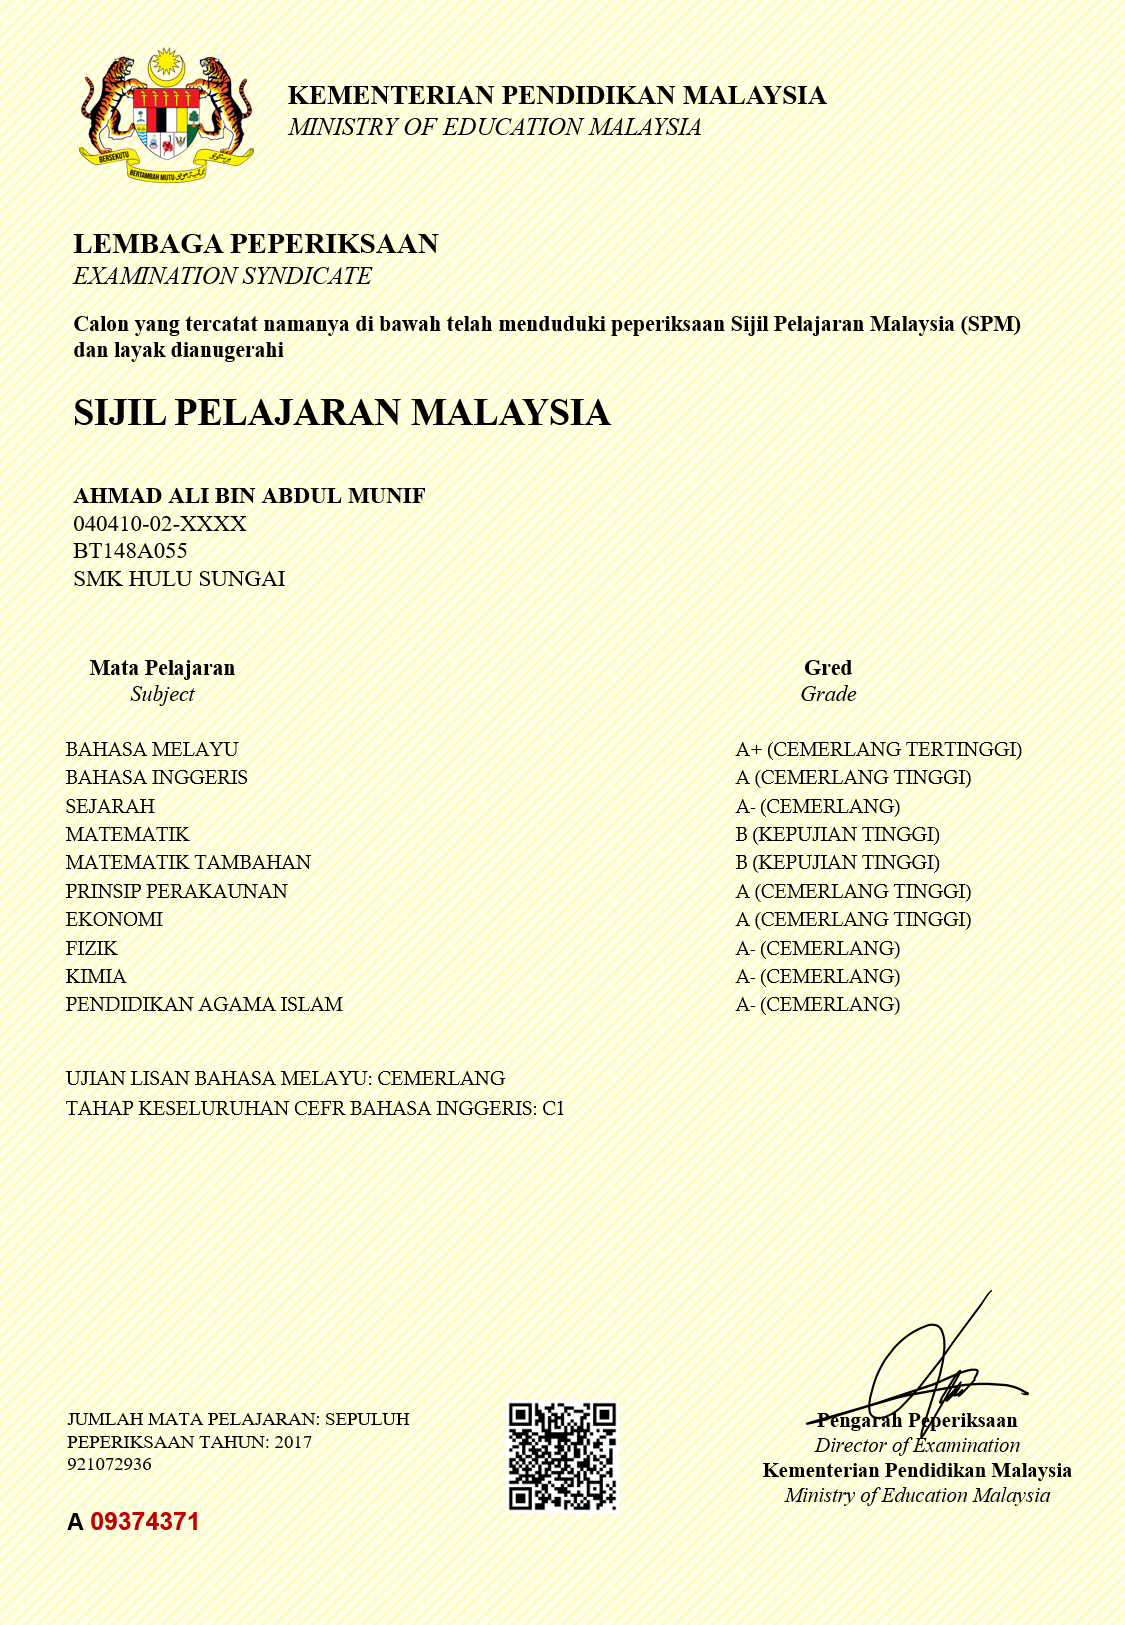 KEMENTERIAN PENDIDIKAN MALAYSIA
MINISTRY OF EDUCATION MALAYSIA
BERSEKUTU
BERTAMBAH MUTU
LEMBAGA PEPERIKSAAN
EXAMINATION SYNDICATE
Calon yang tercatat namanya di bawah telah menduduki peperiksaan Sijil Pelajaran Malaysia (SPM)
dan layak dianugerahi
SIJIL PELAJARAN MALAYSIA
AHMAD ALI BIN ABDUL MUNIF
040410-02-XXXX
BT148A055
SMK HULU SUNGAI
Mata Pelajaran Gred
Subject Grade
BAHASA MELAYU A+ (CEMERLANG TERTINGGI)
BAHASA INGGERIS A (CEMERLANG TINGGI)
SEJARAH A- (CEMERLANG)
MATEMATIK B (KEPUJIAN TINGGI)
MATEMATIK TAMBAHAN B (KEPUJIAN TINGGI)
PRINSIP PERAKAUNAN A (CEMERLANG TINGGI)
EKONOMI A (CEMERLANG TINGGI)
FIZIK A- (CEMERLANG)
KIMIA A- (CEMERLANG)
PENDIDIKAN AGAMA ISLAM A- (CEMERLANG)
UJIAN LISAN BAHASA MELAYU: CEMERLANG
TAHAP KESELURUHAN CEFR BAHASA INGGERIS: C1
JUMLAH MATA PELAJARAN: SEPULUH
PEPERIKSAAN TAHUN: 2017
921072936
A 09374371
Pengarah Peperiksaan
Director of Examination
Kementerian Pendidikan Malaysia
Ministry of Education Malaysia